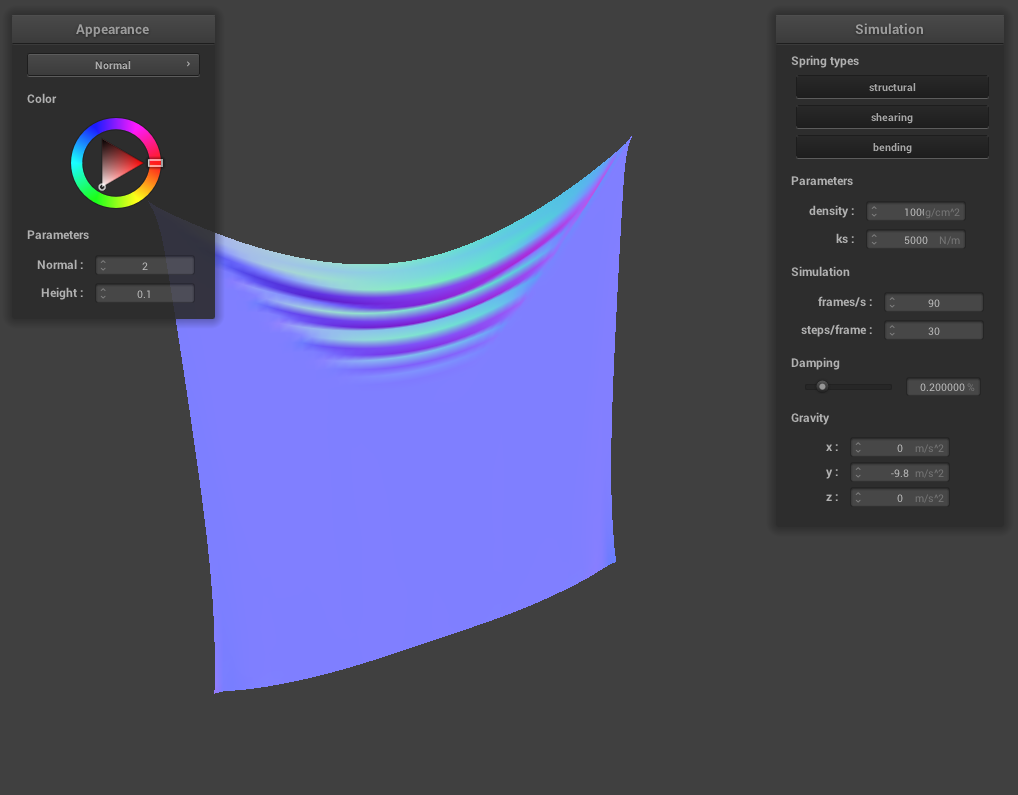 Appearance
Normal
Color
Parameters
Normal : 2
Height : 0.1
Simulation
Spring types
structural
shearing
bending
Parameters
density : g/cm^2
ks : 5000 N/m
Simulation
frames/s : 90
steps/frame : 30
Damping
0.200000 %
Gravity
x : 0 m/s^2
y : -9.8 m/s^2
z : 0 m/s^2